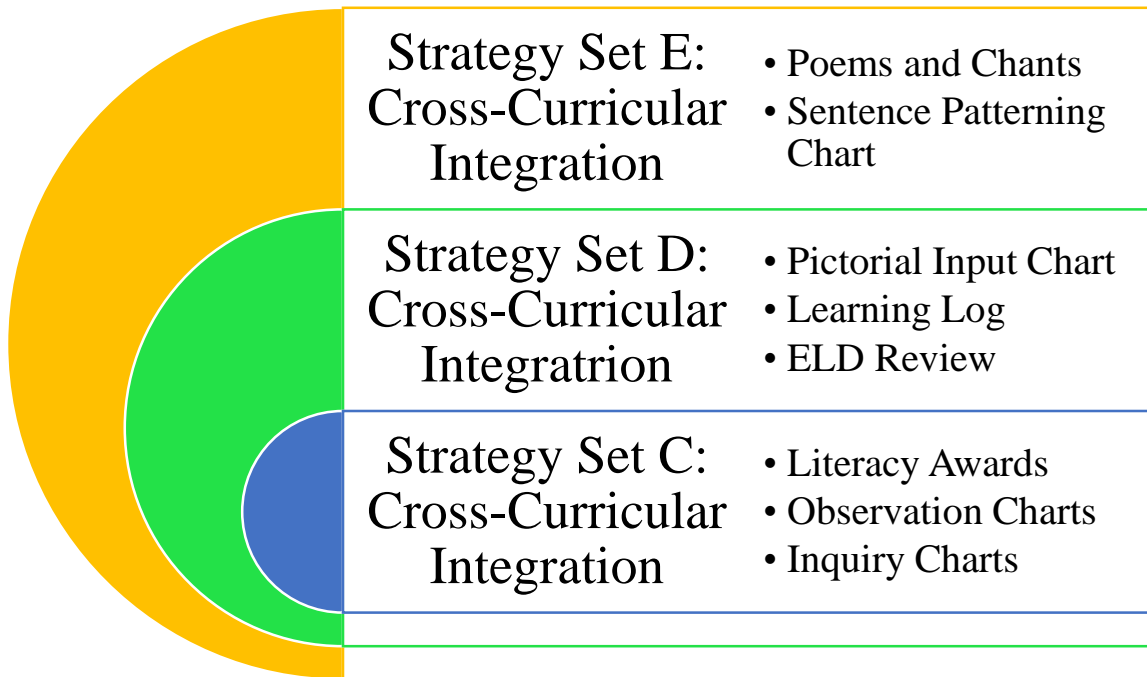 Strategy Set E:
Cross-Curricular
Integration
• Poems and Chants
• Sentence Patterning
Chart
Strategy Set D:
Cross-Curricular
Integratrion
• Pictorial Input Chart
• Learning Log
• ELD Review
Strategy Set C:
Cross-Curricular
Integration
• Literacy Awards
• Observation Charts
• Inquiry Charts